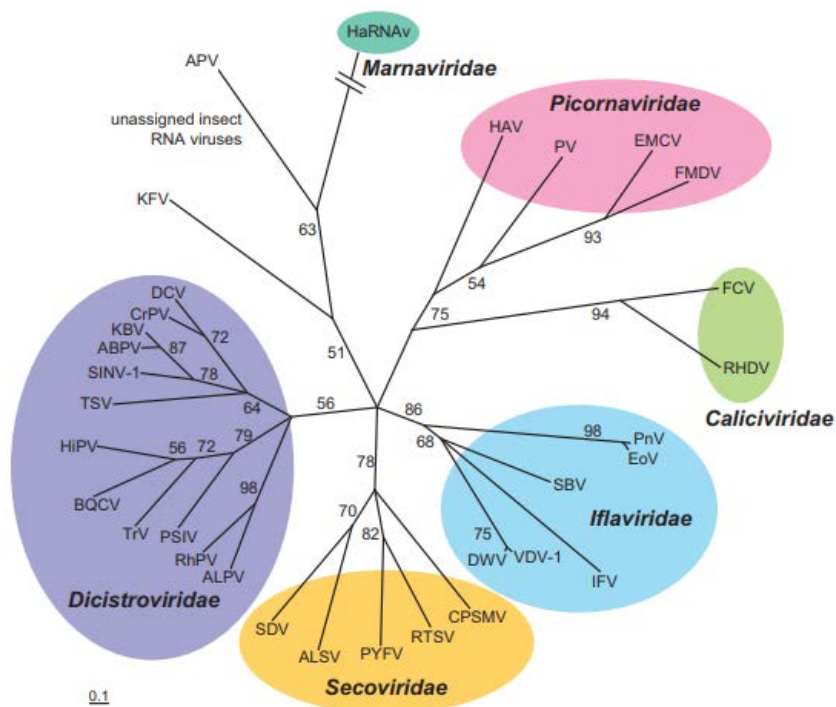 HaRNAv
Marnaviridae
APV
unassigned insect
RNA viruses
KFV
63
51
Picornaviridae
HAV
PV
EMCV
FMDV
93
54
75
94
FCV
RHDV
Caliciviridae
DCV
CrPV
KBV
ABPV
72
87
SINV-1
78
TSV
64
56
HiPV
56
72
79
BQCV
TrV
PSIV
98
RhPV
ALPV
Dicistroviridae
86
68
98
PnV
EoV
SBV
Iflaviridae
75
DWV
VDV-1
IFV
78
70
82
SDV
ALSV
PYFV
RTSV
CPSMV
Secoviridae
0.1